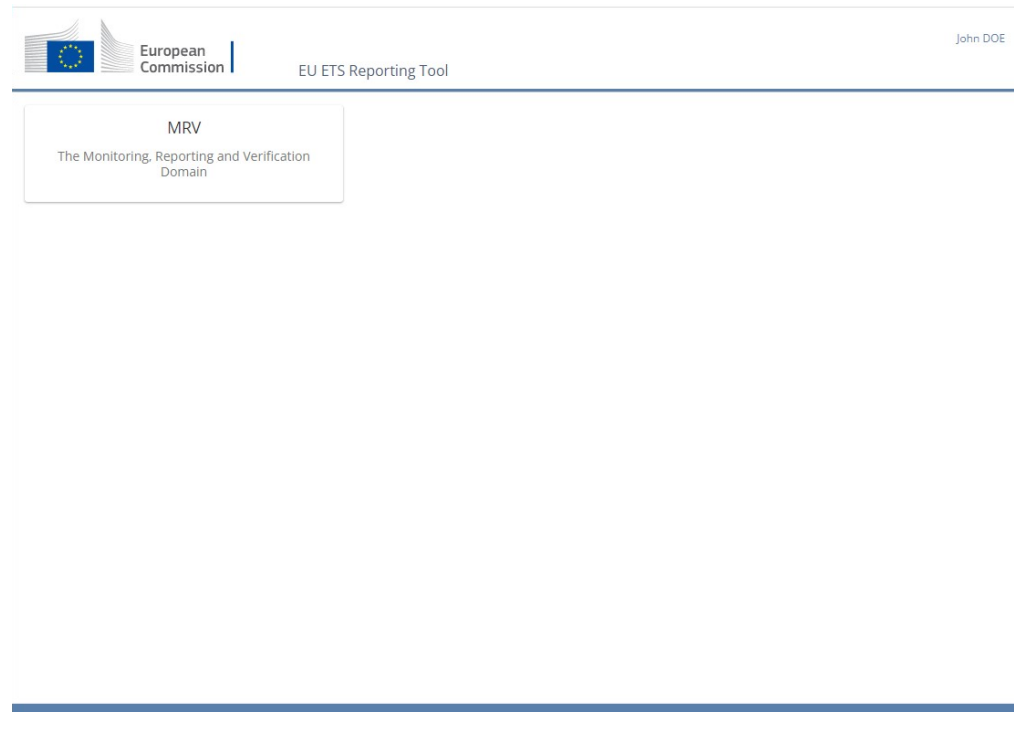 European
Commission
EU ETS Reporting Tool
John DOE
MRV
The Monitoring, Reporting and Verification
Domain